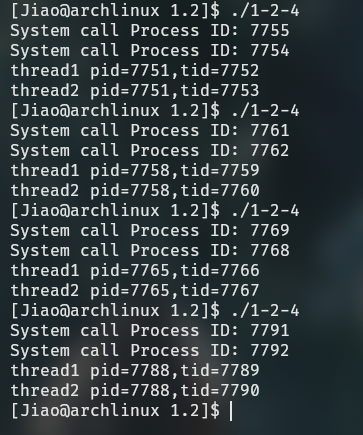 [Jiao@archlinux 1.2]$ ./1-2-4
System call Process ID: 7755
System call Process ID: 7754
thread1 pid=7751,tid=7752
thread2 pid=7751,tid=7753
[Jiao@archlinux 1.2]$ ./1-2-4
System call Process ID: 7761
System call Process ID: 7762
thread1 pid=7758,tid=7759
thread2 pid=7758,tid=7760
[Jiao@archlinux 1.2]$ ./1-2-4
System call Process ID: 7769
System call Process ID: 7768
thread1 pid=7765,tid=7766
thread2 pid=7765,tid=7767
[Jiao@archlinux 1.2]$ ./1-2-4
System call Process ID: 7791
System call Process ID: 7792
thread1 pid=7788,tid=7789
thread2 pid=7788,tid=7790
[Jiao@archlinux 1.2]$